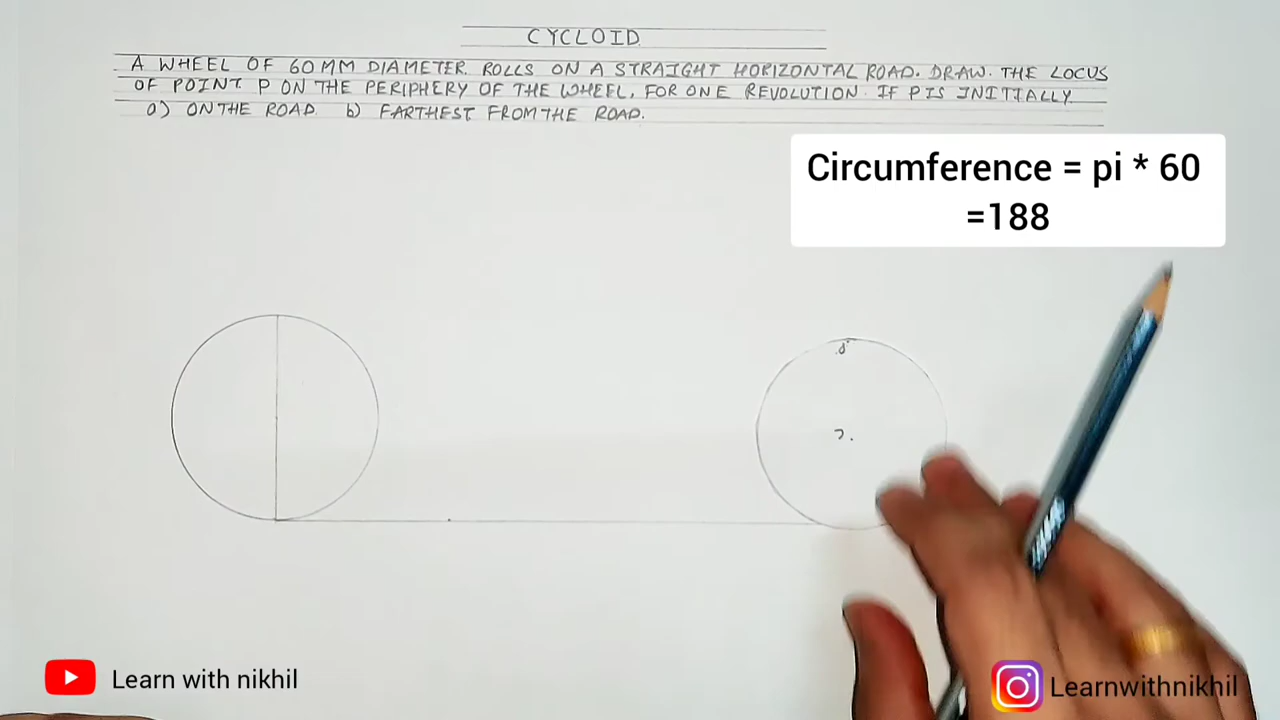 CYCLOID
A WHEEL OF 60 MM DIAMETER. ROLLS ON A STRAIGHT HORIZONTAL ROAD. DRAW. THE LOCUS
OF POINT P ON THE PERIPHERY OF THE WHEEL, FOR ONE REVOLUTION. IF P IS INITIALLY
a) ON THE ROAD. b) FARTHEST FROM THE ROAD.
Circumference = pi * 60
=188
Learn with nikhil
Learnwithnikhil